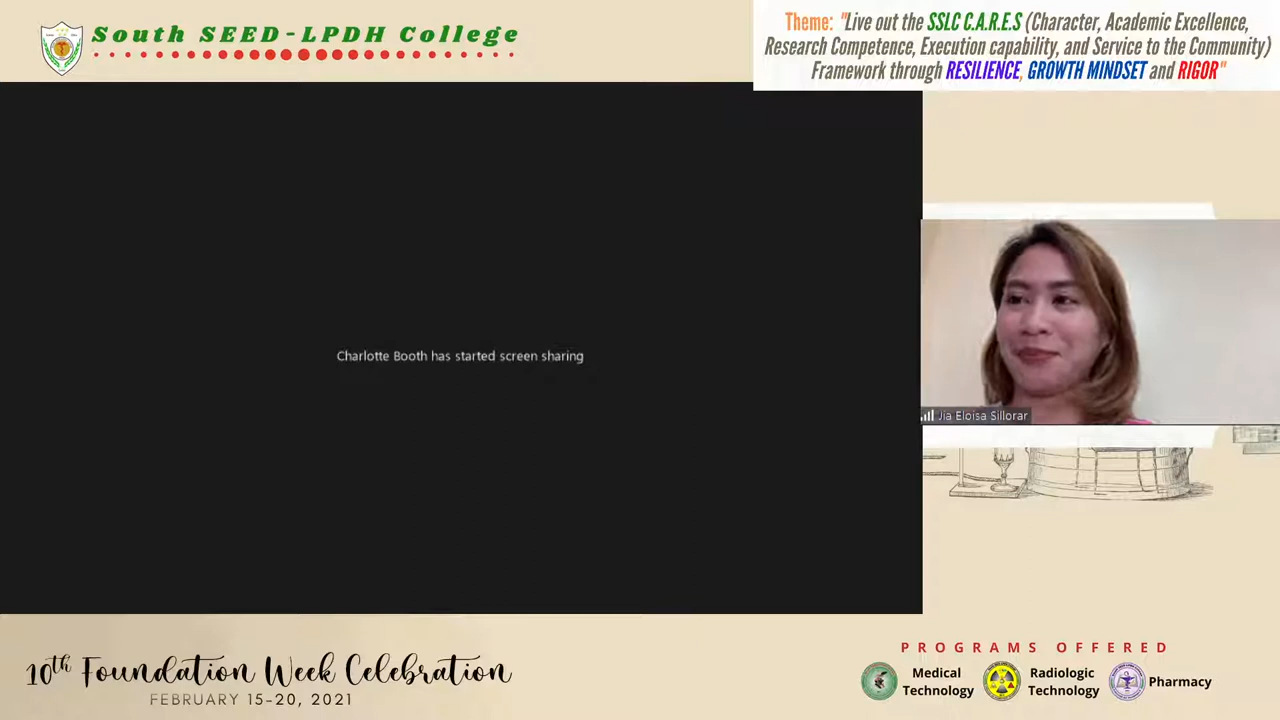 South SEED-LPDH College
Theme: "Live out the SSLC C.A.R.E.S (Character, Academic Excellence,
Research Competence, Execution capability, and Service to the Community)
Framework through RESILIENCE, GROWTH MINDSET and RIGOR"
Charlotte Booth has started screen sharing
Jia Eloisa Sillorar
10th Foundation Week Celebration
FEBRUARY 15-20, 2021
PROGRAMS OFFERED
Medical
Technology
Radiologic
Technology
Pharmacy